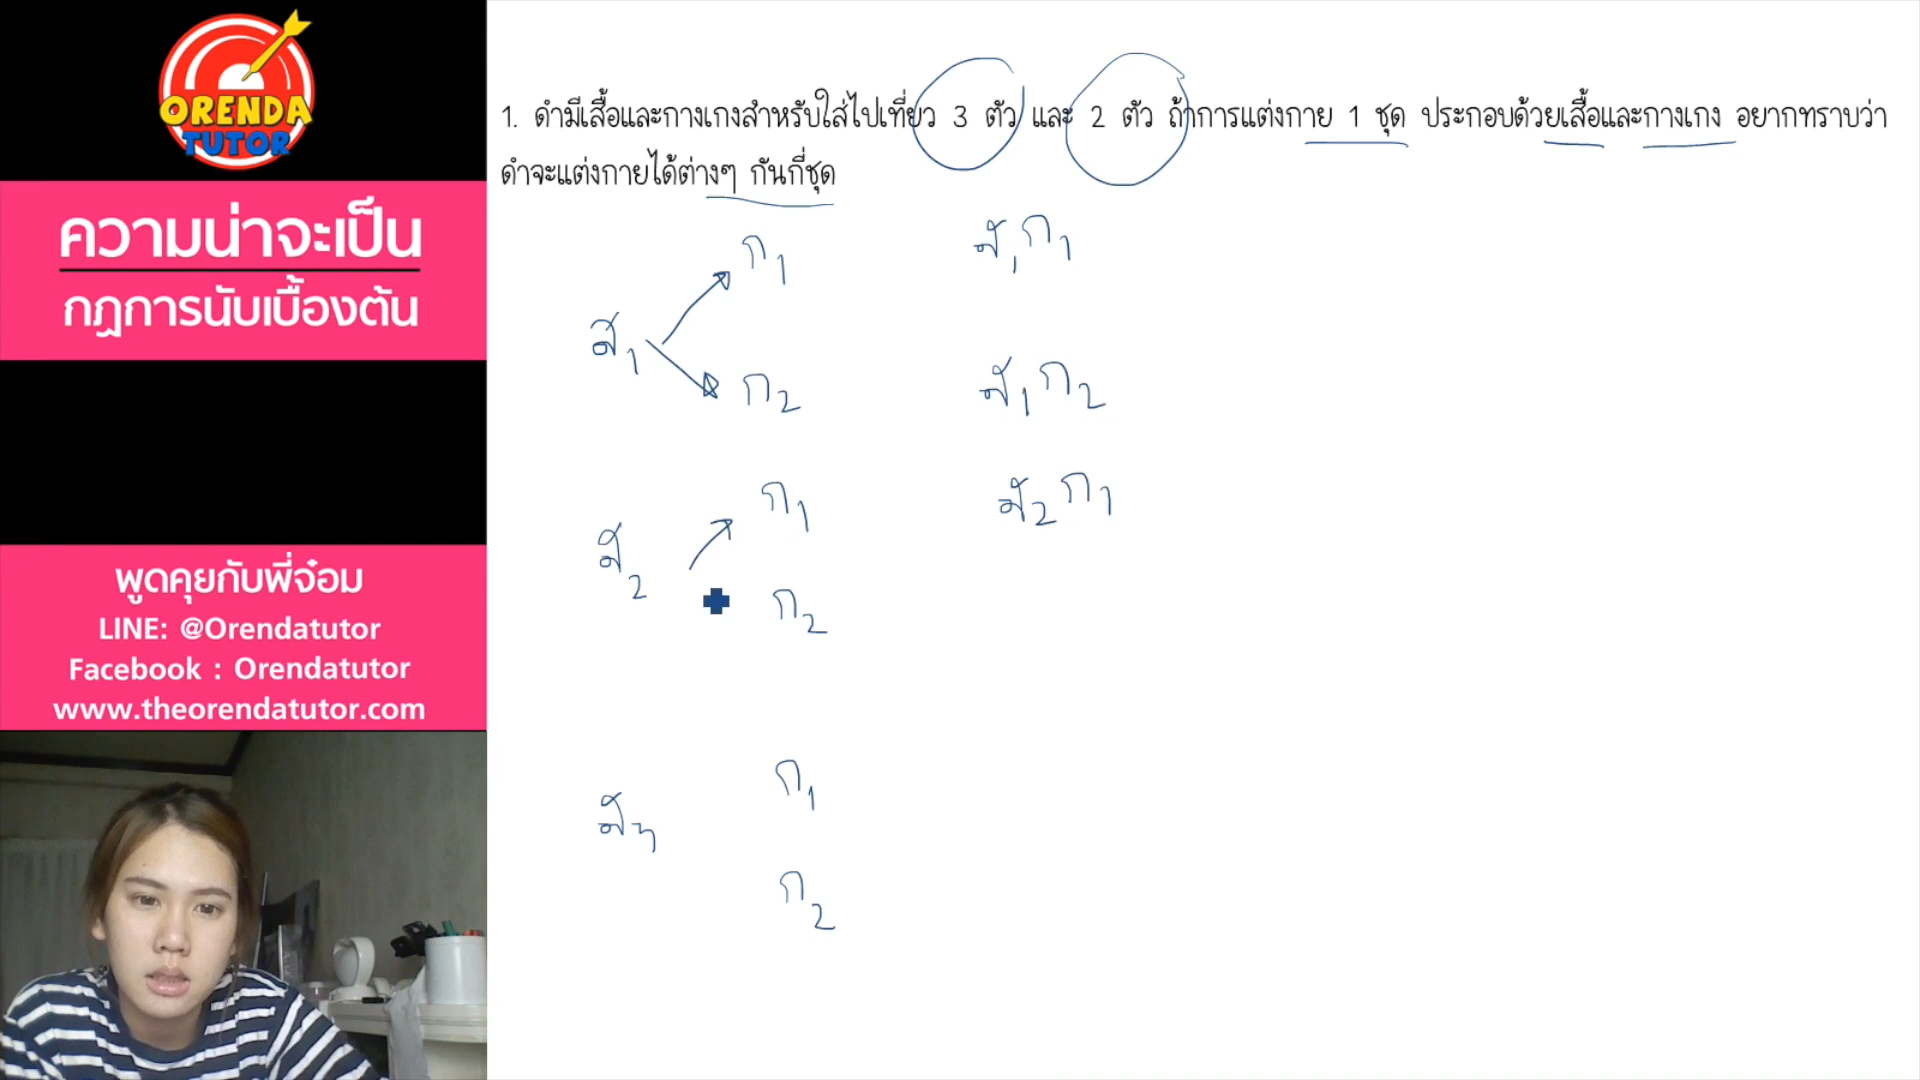 ORENDA
TUTOR
ความน่าจะเป็น
กฎการนับเบื้องต้น
พูดคุยกับพี่จ๋อม
LINE: @Orendatutor
Facebook : Orendatutor
www.theorendatutor.com
1. ดำมีเสื้อและกางเกงสำหรับใส่ไปเที่ยว 3 ตัว และ 2 ตัว ถ้าการแต่งกาย 1 ชุด ประกอบด้วยเสื้อและกางเกง อยากทราบว่า
ดำจะแต่งกายได้ต่างๆ กันกี่ชุด
ก1
ส1
ก2
ก1
ส2
ก2
ก1
ส3
ก2
ส1ก1
ส1ก2
ส2ก1